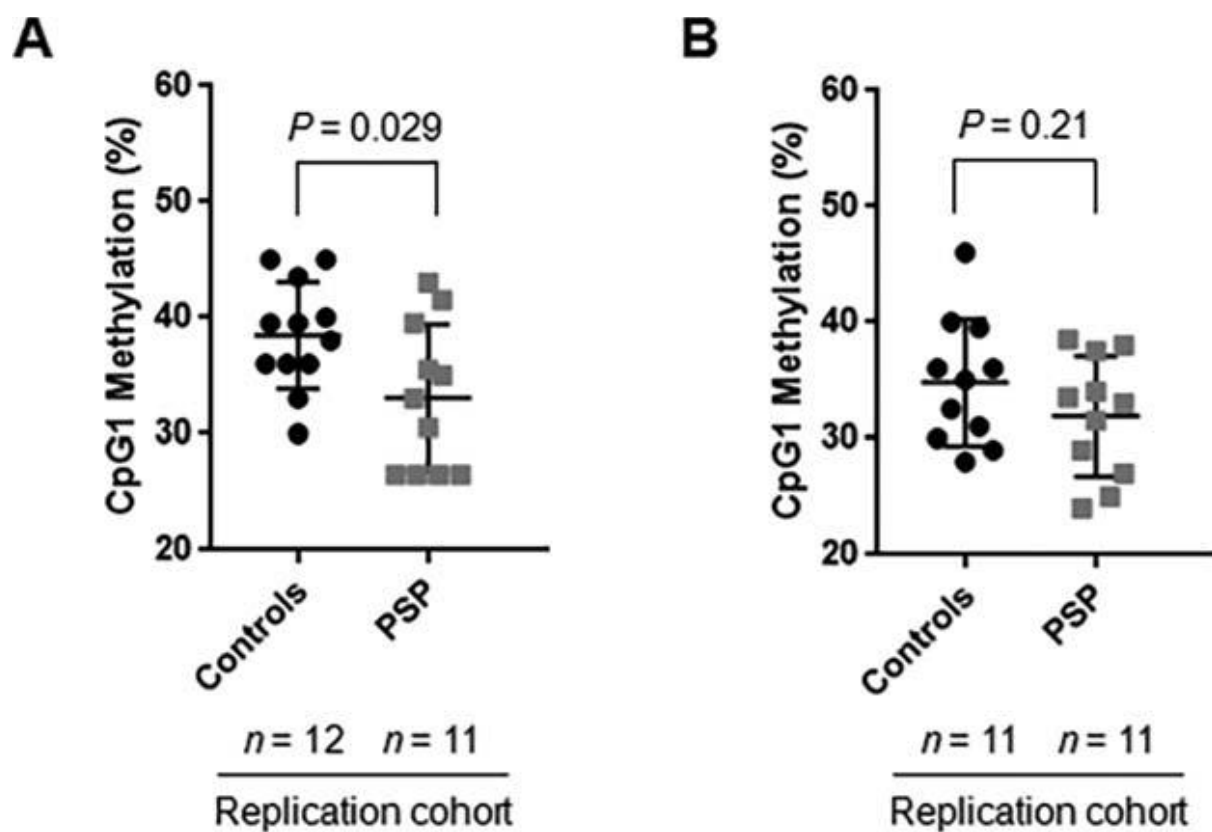 A
CpG1 Methylation (%)
60
50
40
30
20
P = 0.029
Controls
PSP
n = 12 n = 11
Replication cohort
B
CpG1 Methylation (%)
60
50
40
30
20
P = 0.21
Controls
PSP
n = 11 n = 11
Replication cohort